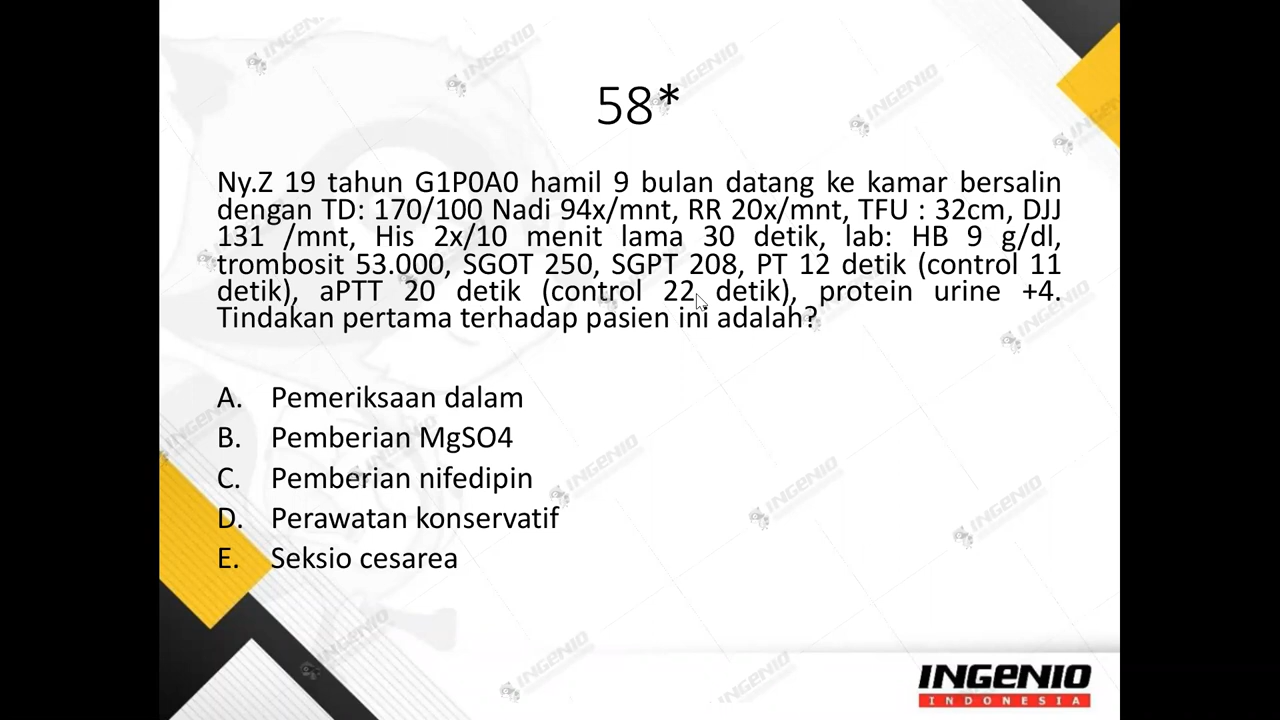 58*
Ny.Z 19 tahun G1P0A0 hamil 9 bulan datang ke kamar bersalin
dengan TD: 170/100 Nadi 94x/mnt, RR 20x/mnt, TFU : 32cm, DJJ
131 /mnt, His 2x/10 menit lama 30 detik, lab: HB 9 g/dl,
trombosit 53.000, SGOT 250, SGPT 208, PT 12 detik (control 11
detik), aPTT 20 detik (control 22 detik), protein urine +4.
Tindakan pertama terhadap pasien ini adalah?
A. Pemeriksaan dalam
B. Pemberian MgSO4
C. Pemberian nifedipin
D. Perawatan konservatif
E. Seksio cesarea
INGENIO
INDONESIA